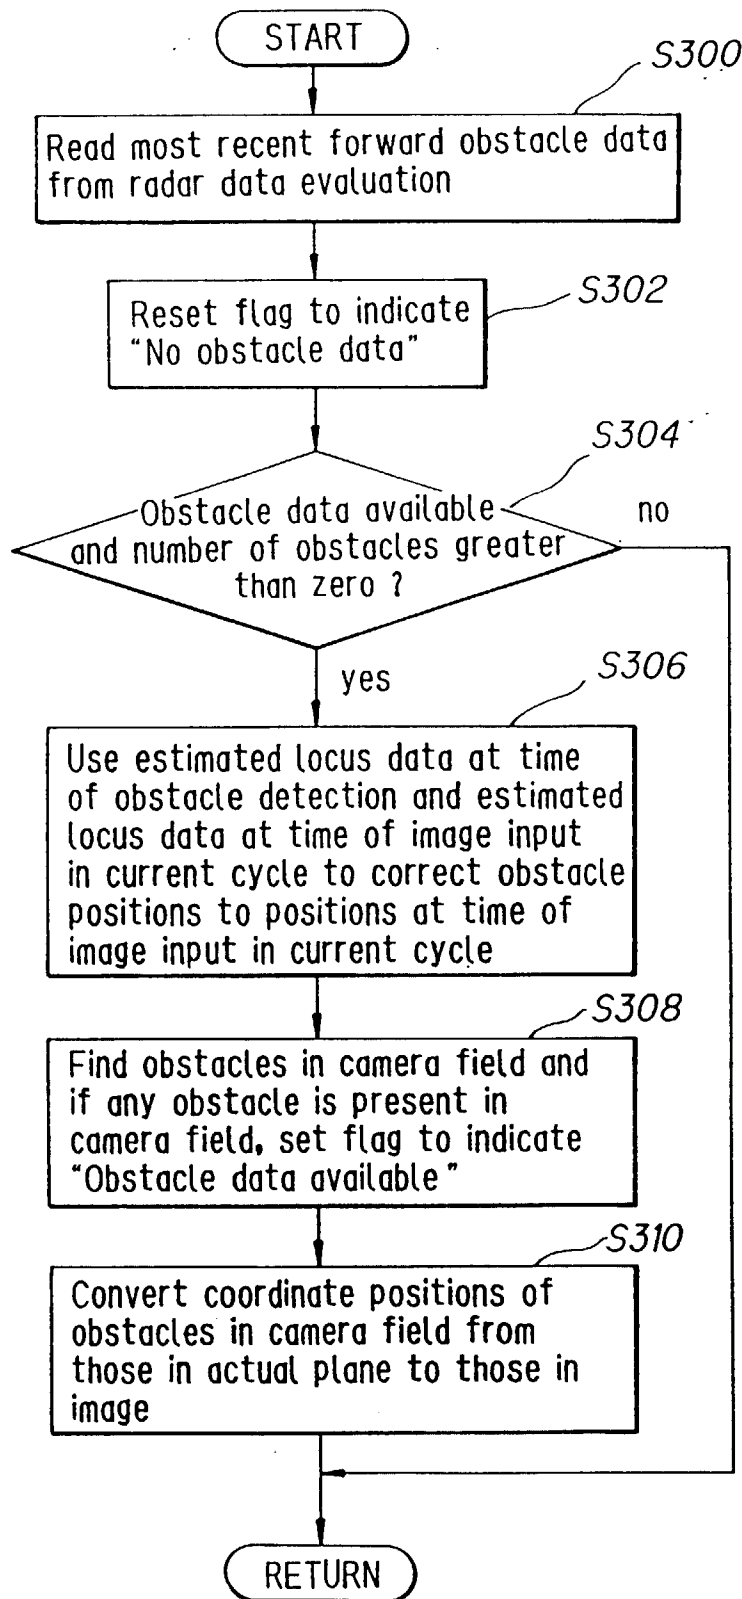 START
S300
Read most recent forward obstacle data
from radar data evaluation
S302
Reset flag to indicate
“No obstacle data”
S304
Obstacle data available
and number of obstacles greater
than zero ?
no
yes
S306
Use estimated locus data at time
of obstacle detection and estimated
locus data at time of image input
in current cycle to correct obstacle
positions to positions at time of
image input in current cycle
S308
Find obstacles in camera field and
if any obstacle is present in
camera field, set flag to indicate
“Obstacle data available”
S310
Convert coordinate positions of
obstacles in camera field from
those in actual plane to those in
image
RETURN